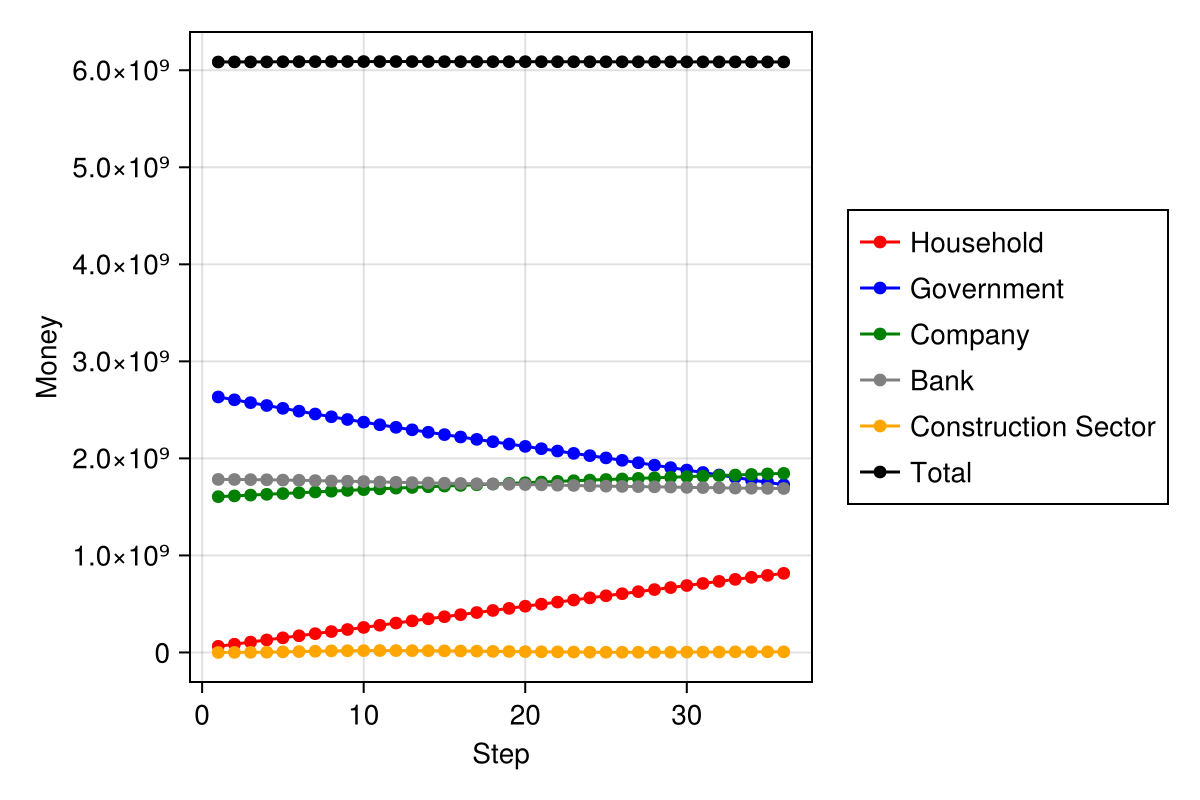 Money
6.0×10⁹
5.0×10⁹
4.0×10⁹
3.0×10⁹
2.0×10⁹
1.0×10⁹
0
0 10 20 30
Step
Household
Government
Company
Bank
Construction Sector
Total